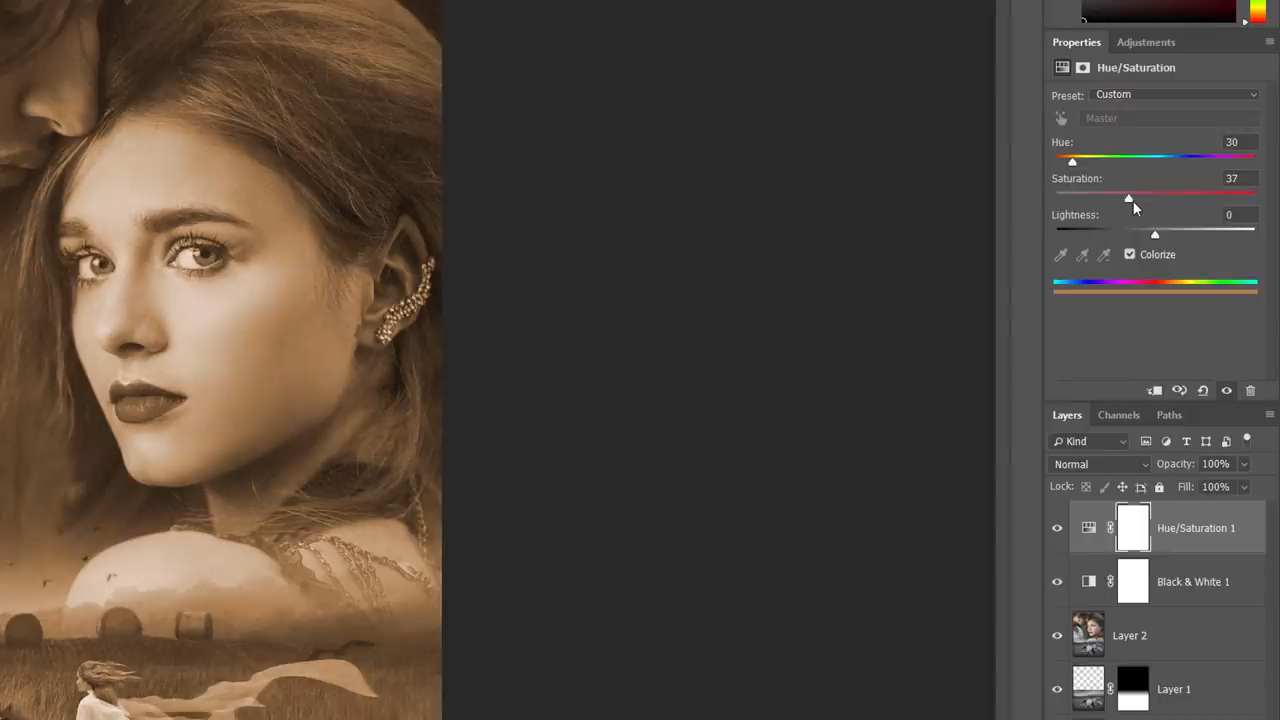 Properties Adjustments
Hue/Saturation
Preset: Custom
Master
Hue: 30
Saturation: 37
Lightness: 0
Colorize
Layers Channels Paths
Kind
Normal Opacity: 100%
Lock: Fill: 100%
Hue/Saturation 1
Black & White 1
Layer 2
Layer 1